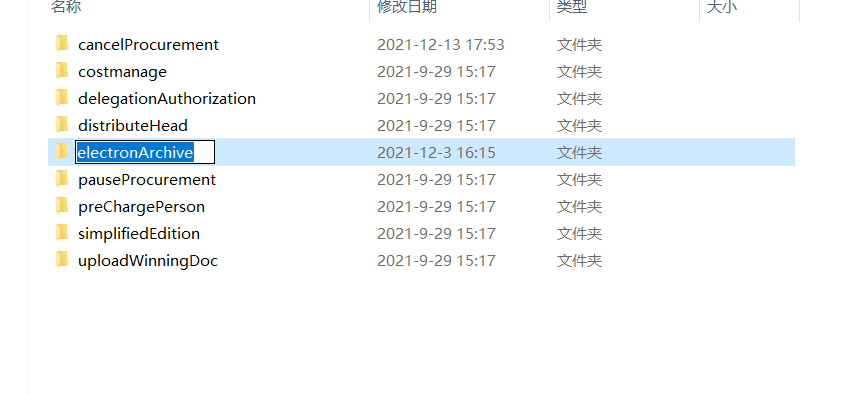 名称 修改日期 类型 大小
cancelProcurement 2021-12-13 17:53 文件夹
costmanage 2021-9-29 15:17 文件夹
delegationAuthorization 2021-9-29 15:17 文件夹
distributeHead 2021-9-29 15:17 文件夹
electronArchive 2021-12-3 16:15 文件夹
pauseProcurement 2021-9-29 15:17 文件夹
preChargePerson 2021-9-29 15:17 文件夹
simplifiedEdition 2021-9-29 15:17 文件夹
uploadWinningDoc 2021-9-29 15:17 文件夹